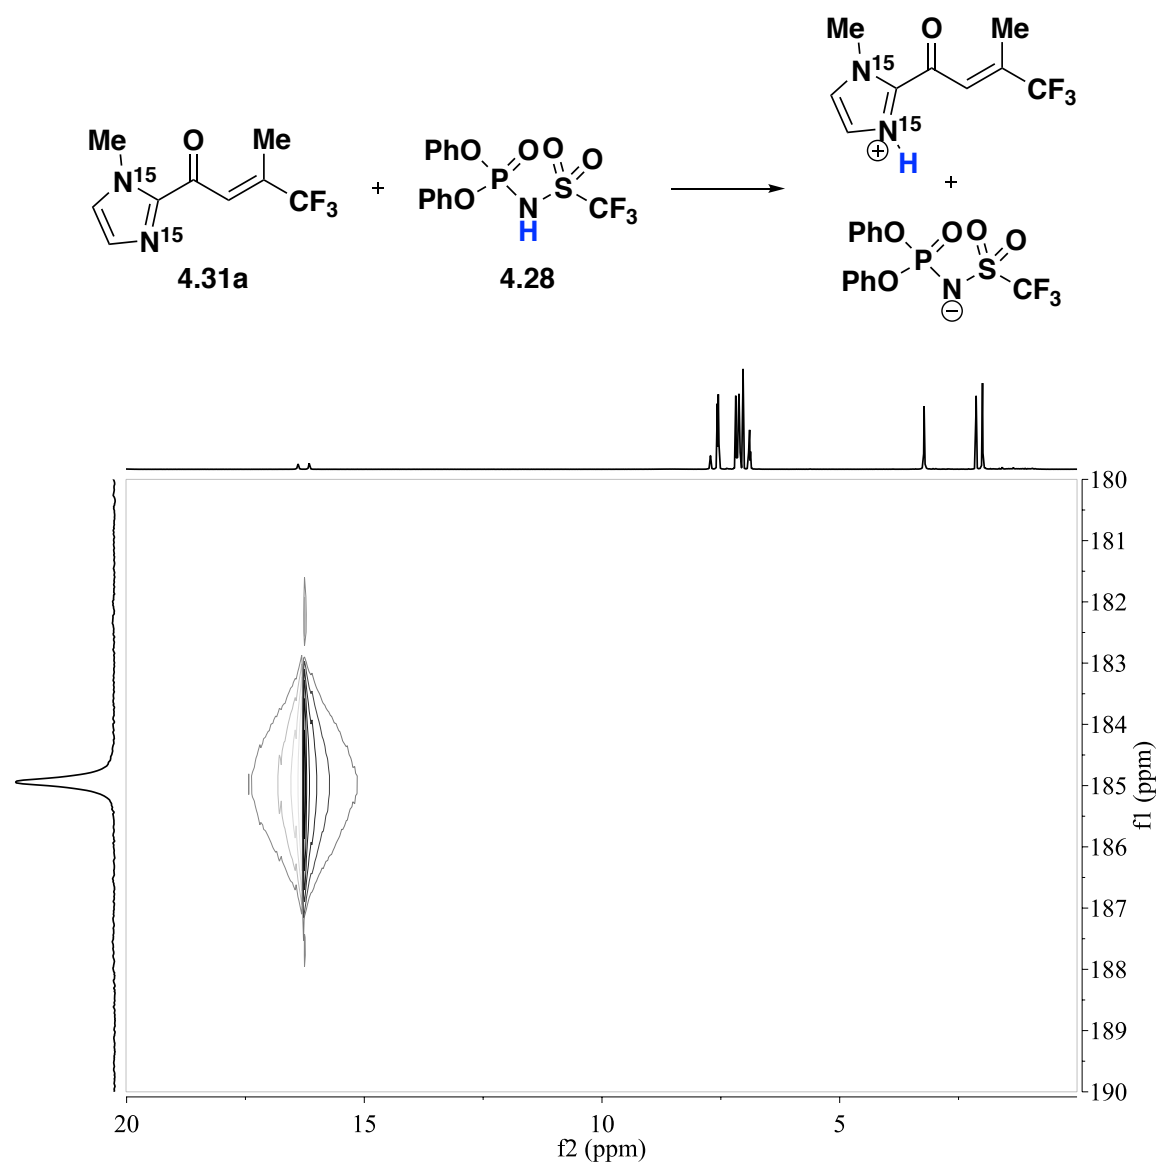 Me
O
Me
N15
N15
CF3
⊕
H
Me
O
Me
N15
N15
CF3
4.31a
+
PhO
PhO
P
O
O
O
S
N
H
CF3
4.28
+
PhO
PhO
P
O
O
O
S
N
⊖
CF3
180
181
182
183
184
185
186
187
188
189
190
f1 (ppm)
20
15
10
5
f2 (ppm)